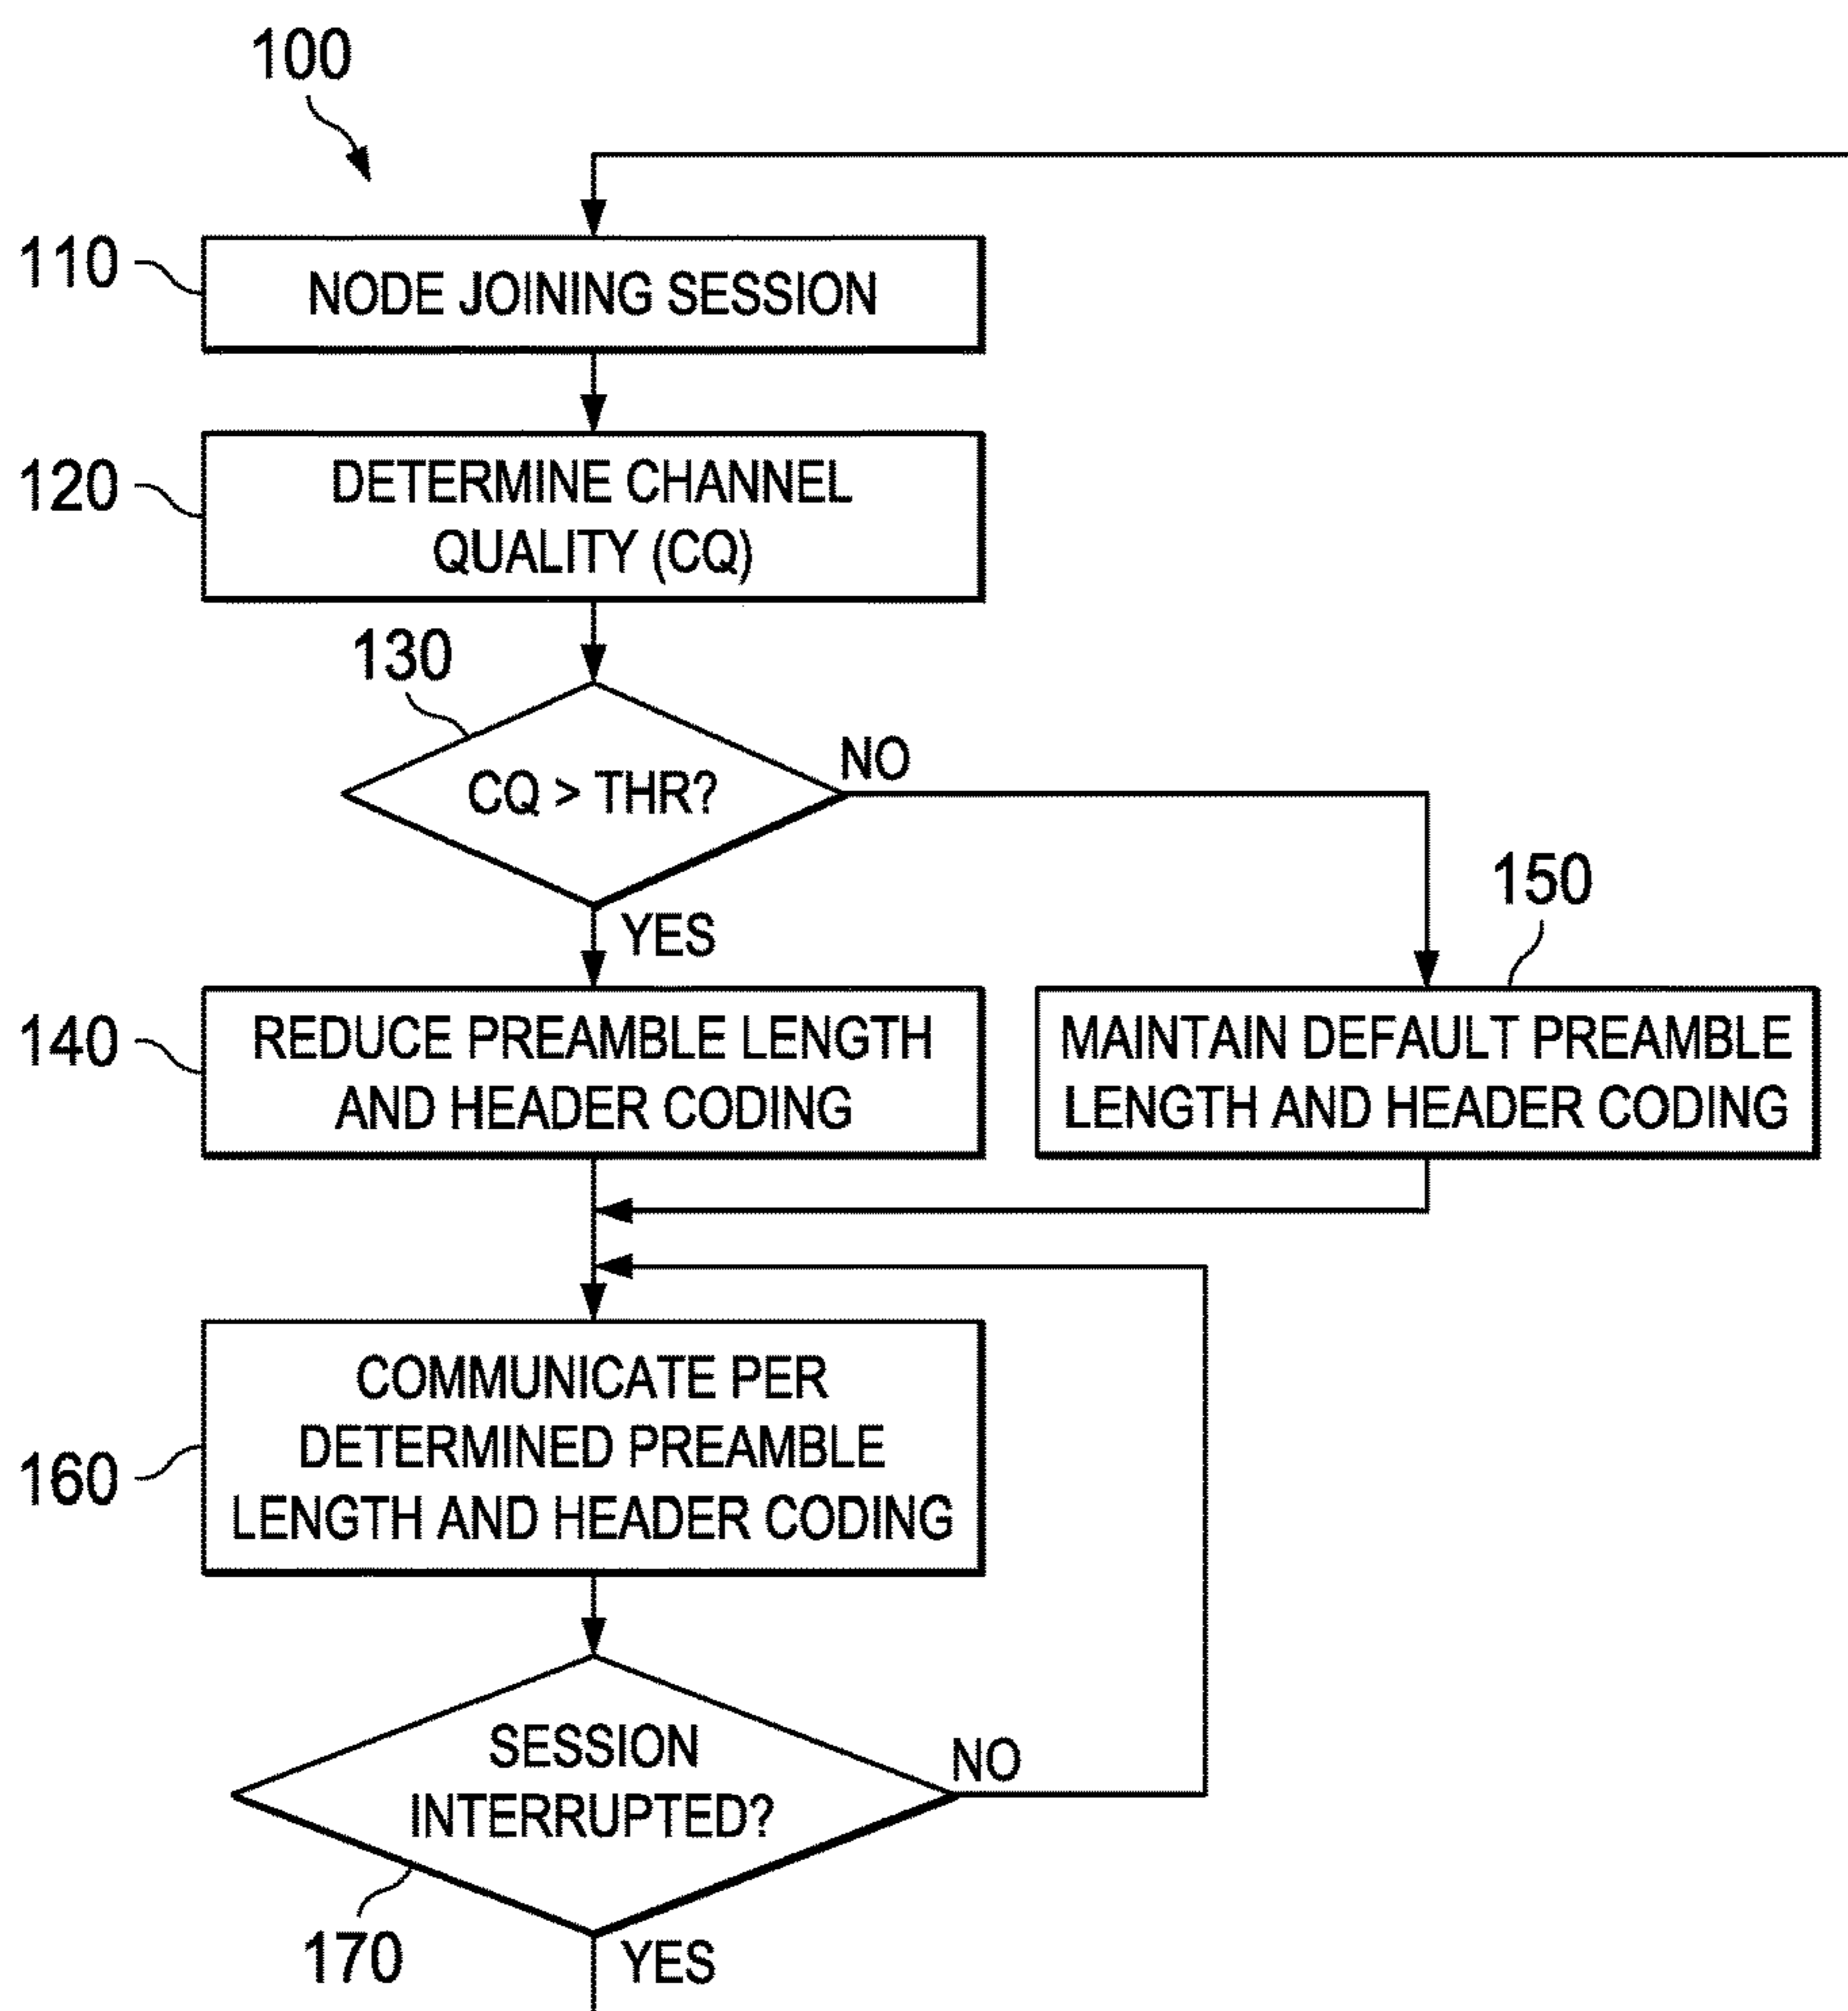 100
110
NODE JOINING SESSION
120
DETERMINE CHANNEL
QUALITY (CQ)
130
CQ > THR?
NO
YES
150
140
REDUCE PREAMBLE LENGTH
AND HEADER CODING
MAINTAIN DEFAULT PREAMBLE
LENGTH AND HEADER CODING
160
COMMUNICATE PER
DETERMINED PREAMBLE
LENGTH AND HEADER CODING
SESSION
INTERRUPTED?
NO
170
YES